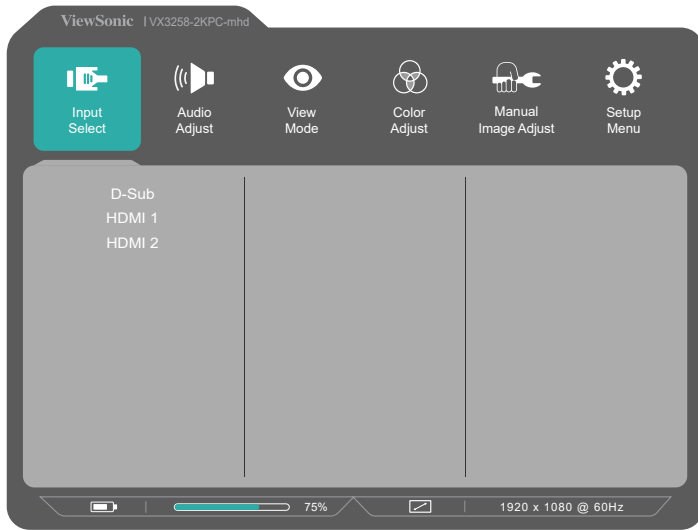 ViewSonic | VX3258-2KPC-mhd
Input
Select
Audio
Adjust
View
Mode
Color
Adjust
Manual
Image Adjust
Setup
Menu
D-Sub
HDMI 1
HDMI 2
75%
1920 x 1080 @ 60Hz